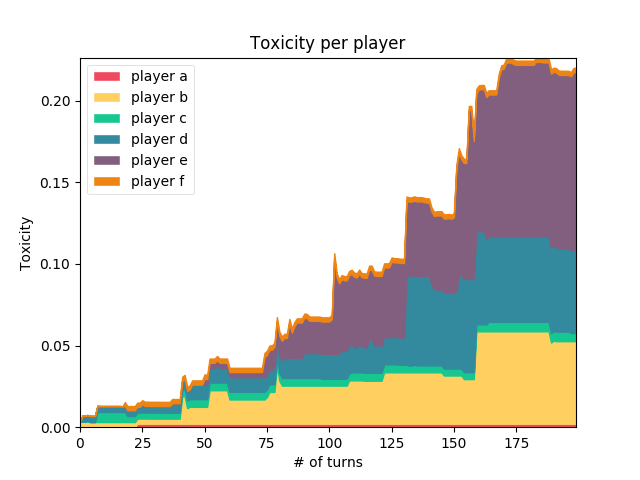 Toxicity per player
player a
player b
player c
player d
player e
player f
0.20
0.15
0.10
0.05
0.00
Toxicity
0 25 50 75 100 125 150 175
# of turns